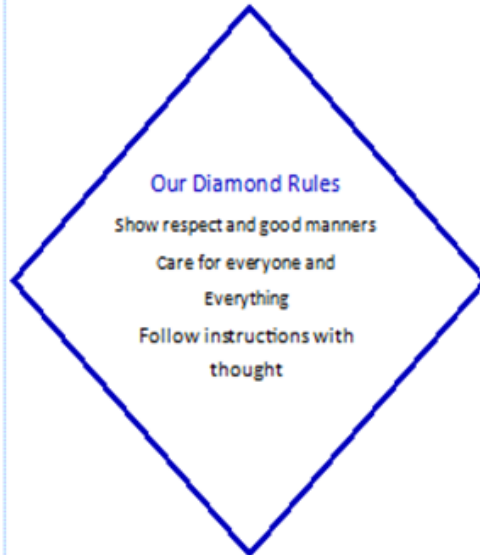 Our Diamond Rules
Show respect and good manners
Care for everyone and
Everything
Follow instructions with
thought